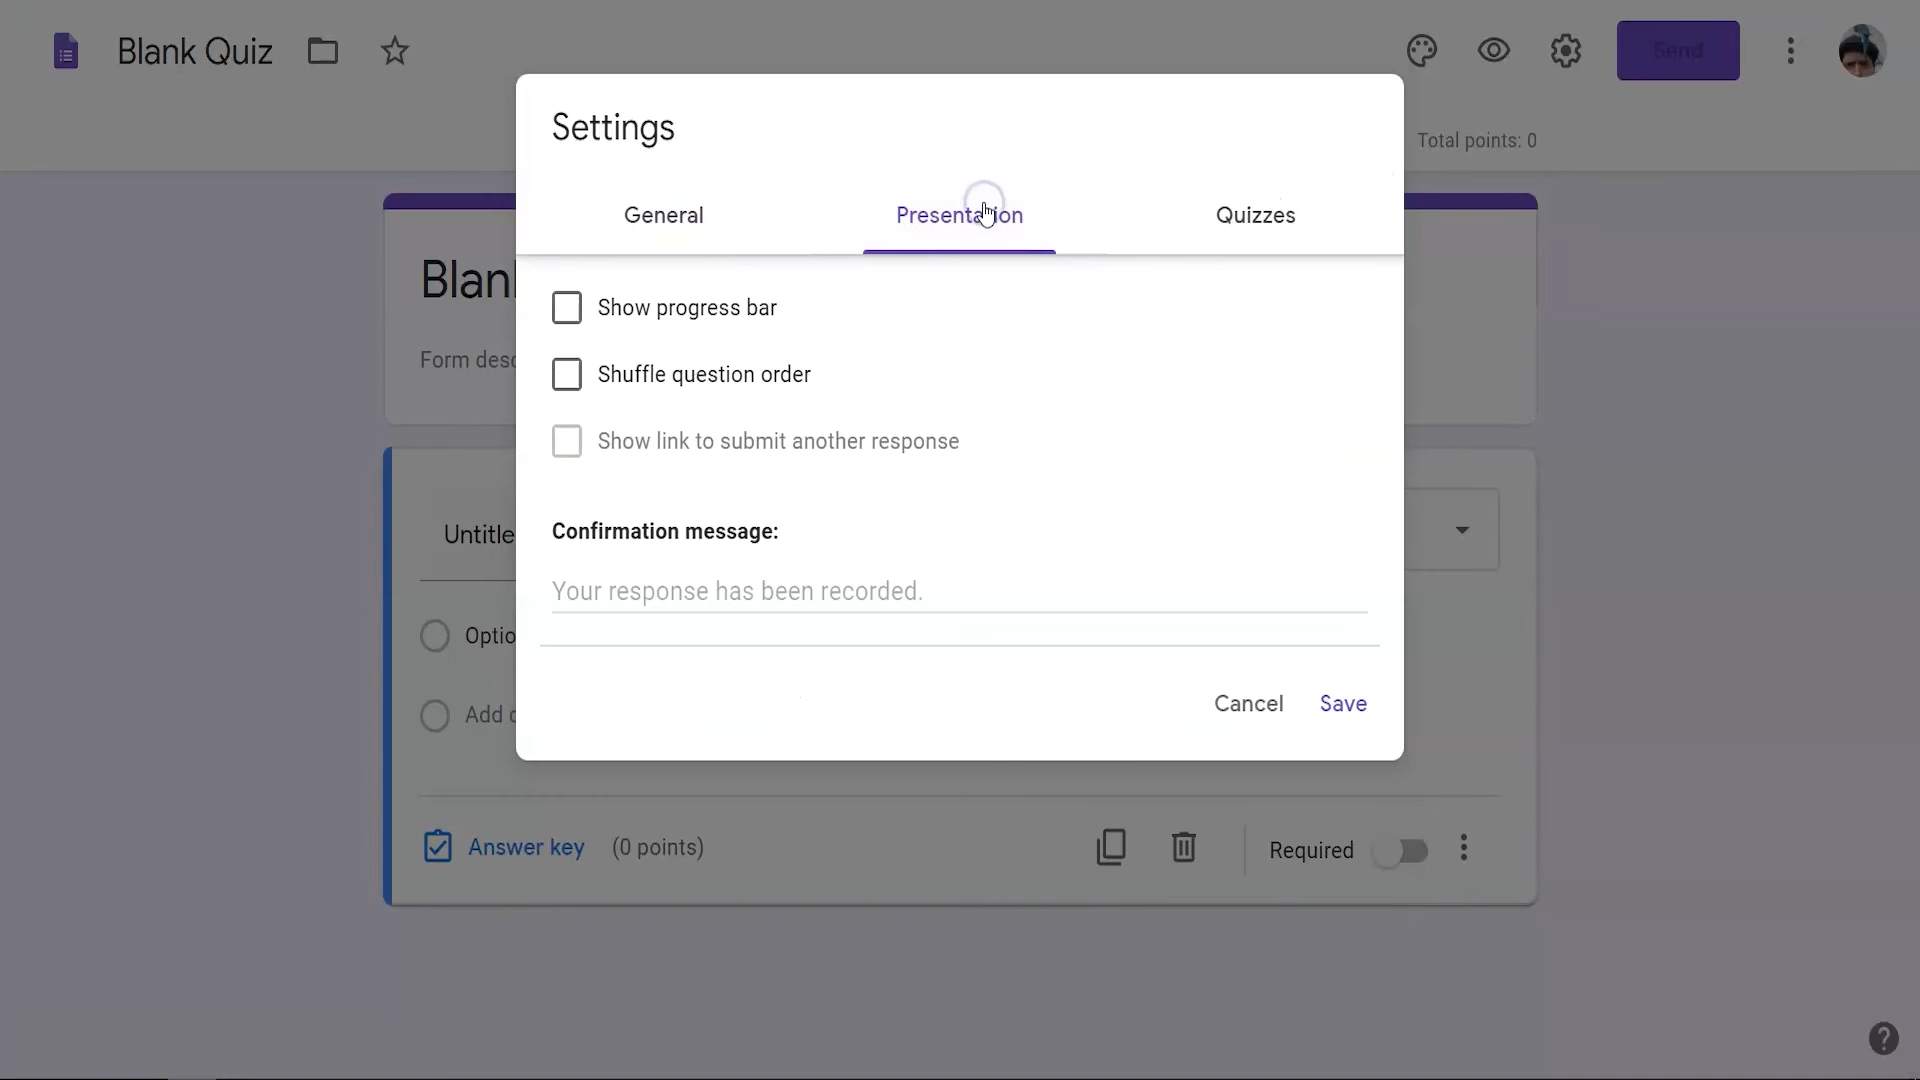 Blank Quiz
Send
Total points: 0
Settings
General
Presentation
Quizzes
Blan
Form desc
Show progress bar
Shuffle question order
Show link to submit another response
Untitle
Confirmation message:
Your response has been recorded.
Optio
Add o
Cancel
Save
Answer key
(0 points)
Required